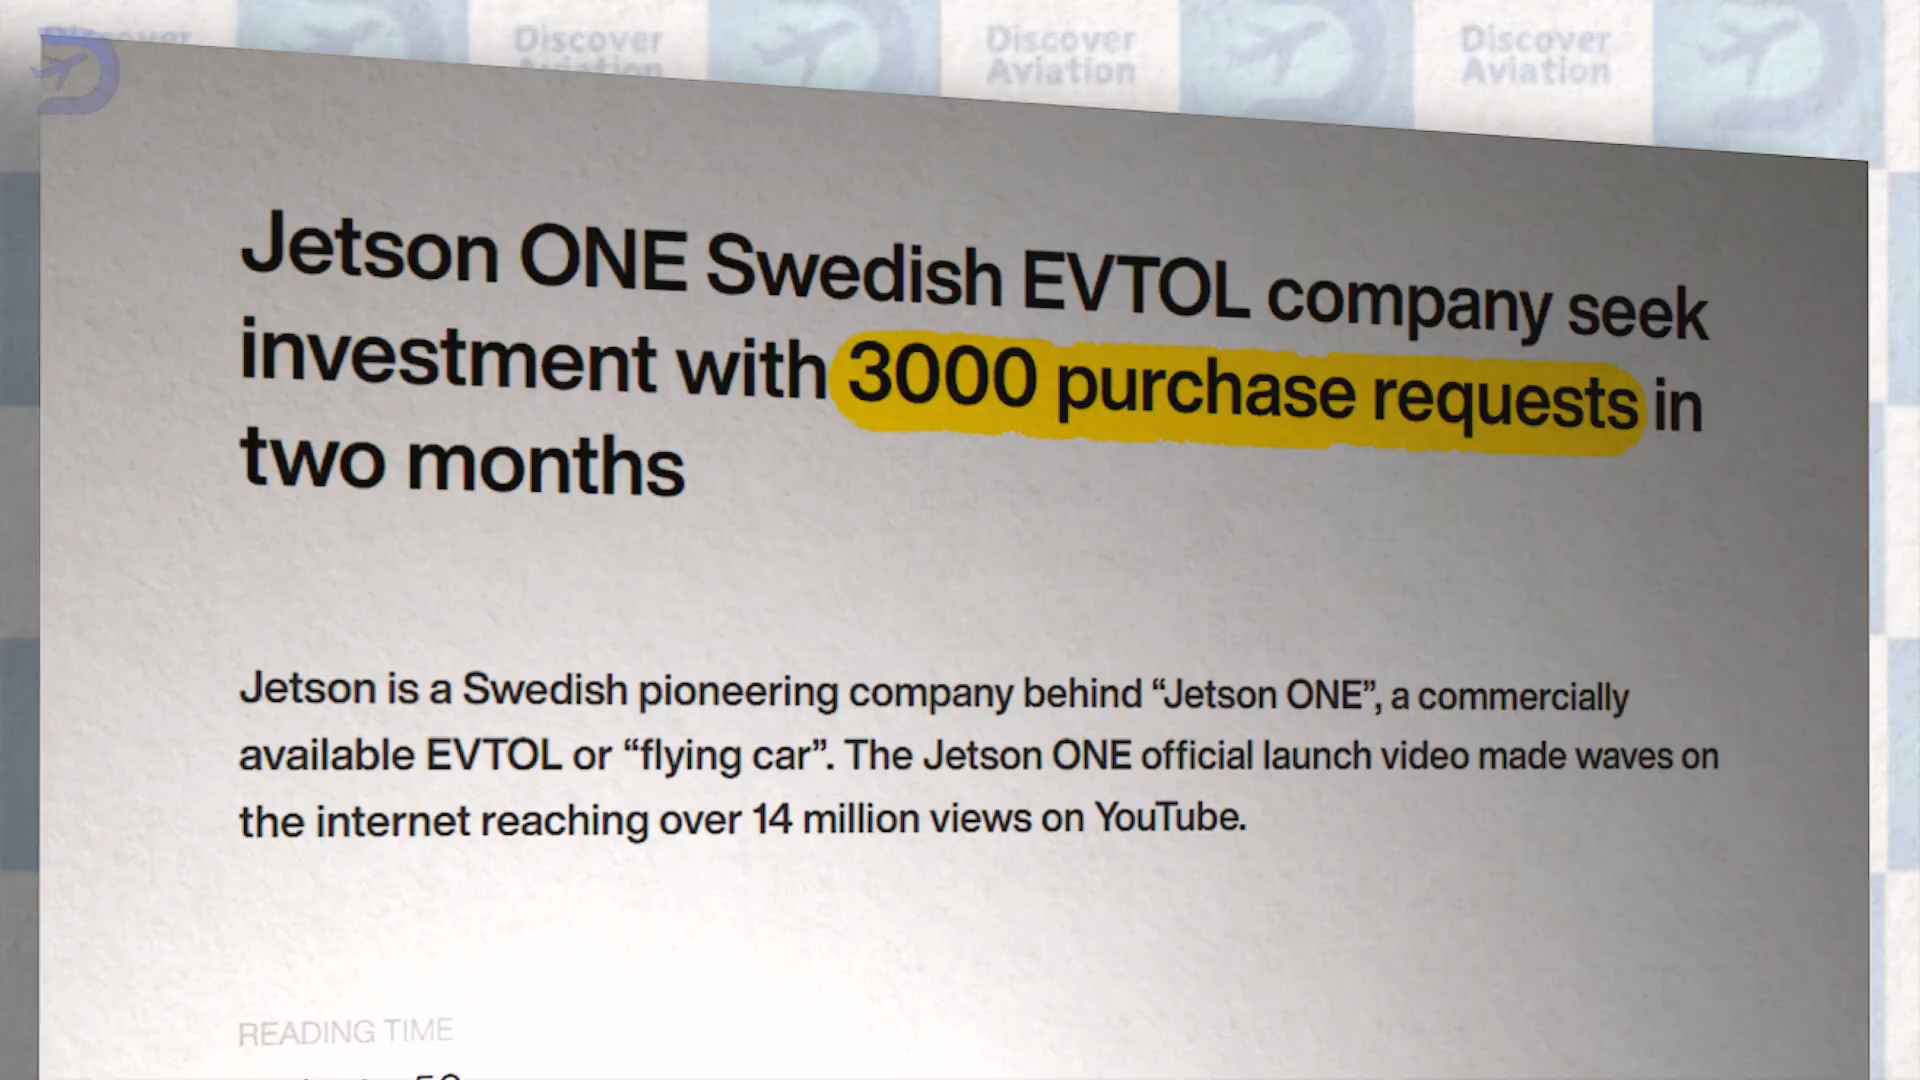 Discover
Aviation
Discover
Aviation
Discover
Aviation
Jetson ONE Swedish EVTOL company seek
investment with 3000 purchase requests in
two months
Jetson is a Swedish pioneering company behind “Jetson ONE”, a commercially
available EVTOL or “flying car”. The Jetson ONE official launch video made waves on
the internet reaching over 14 million views on YouTube.
READING TIME